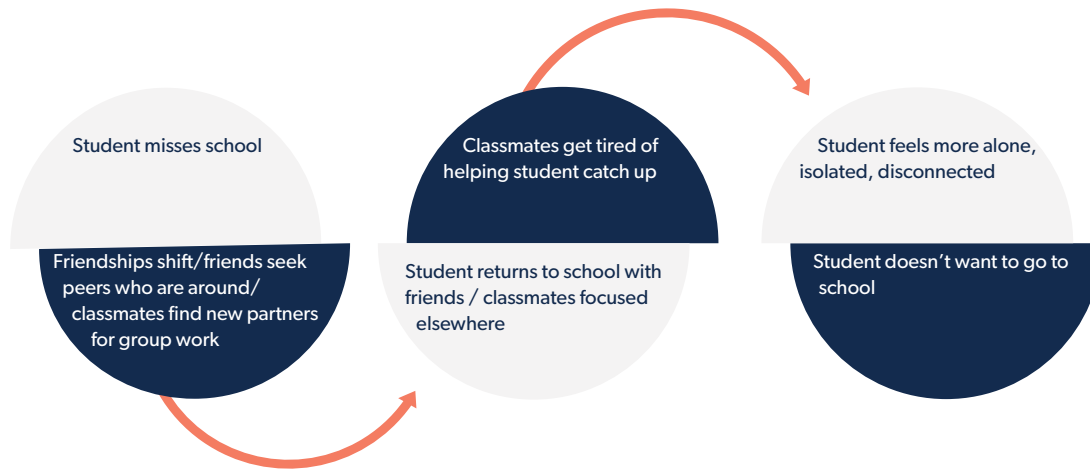 Student misses school
Friendships shift/friends seek
peers who are around/
classmates find new partners
for group work
Student returns to school with
friends / classmates focused
elsewhere
Classmates get tired of
helping student catch up
Student feels more alone,
isolated, disconnected
Student doesn’t want to go to
school